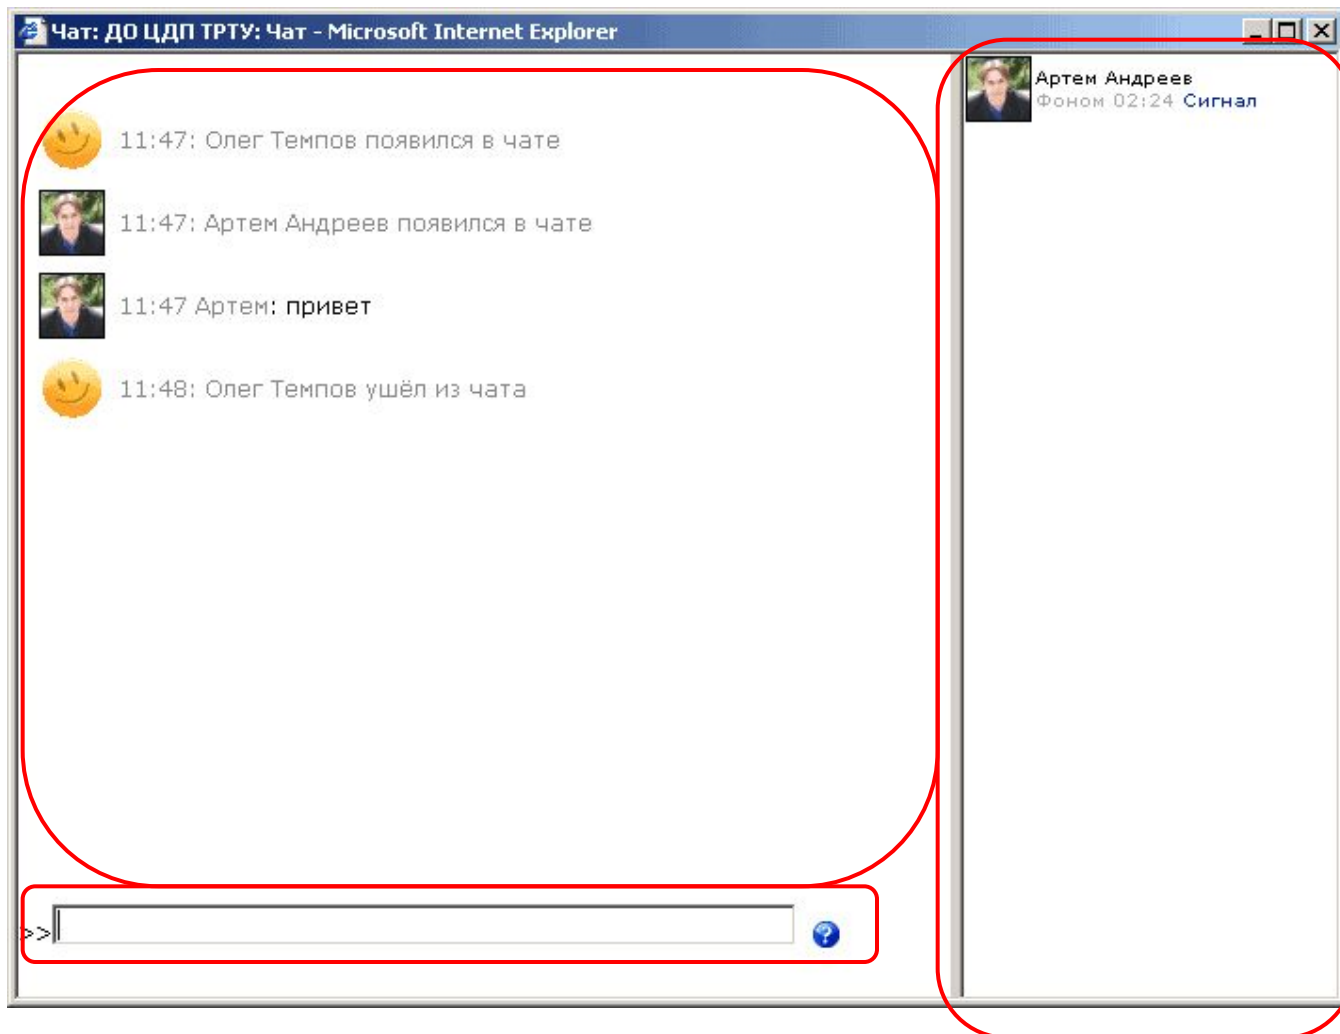 Чат: ДО ЦДП ТРТУ: Чат - Microsoft Internet Explorer
11:47: Олег Темпов появился в чате
11:47: Артем Андреев появился в чате
11:47 Артем: привет
11:48: Олег Темпов ушёл из чата
>>
?
Артем Андреев
Фоном 02:24 Сигнал